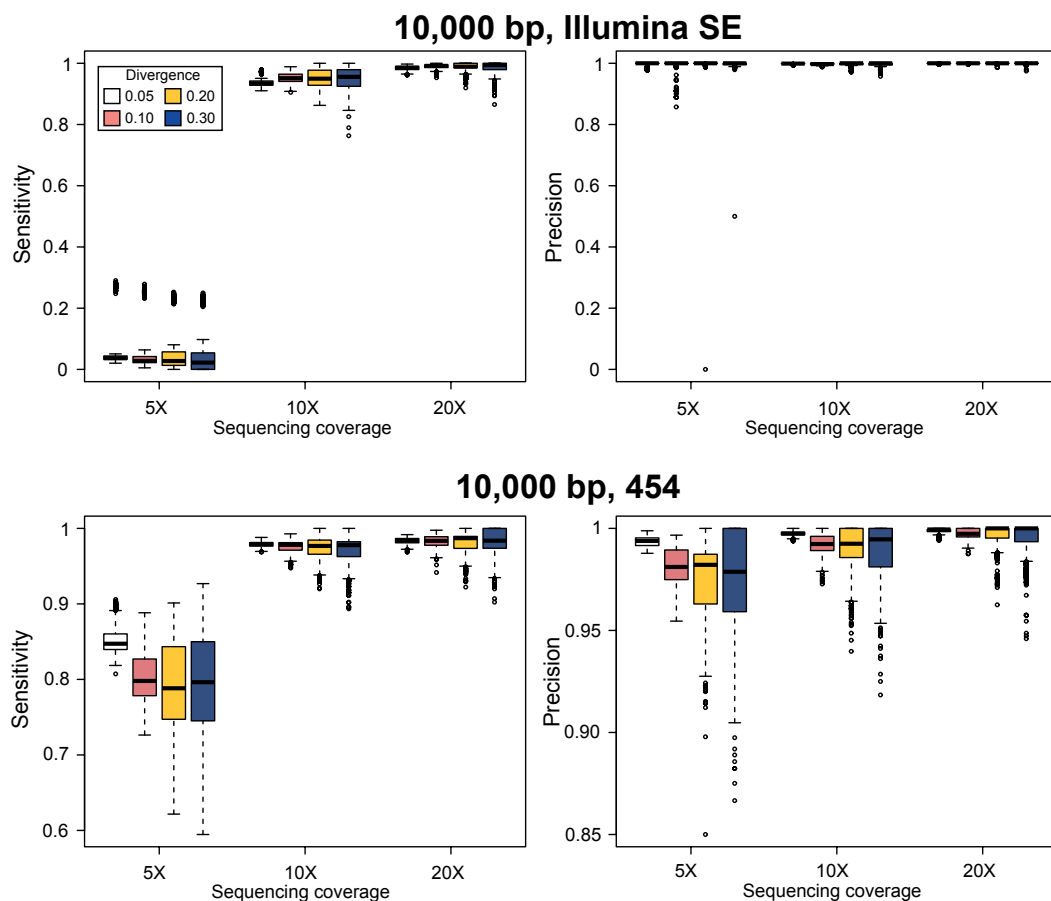 10,000 bp, Illumina SE
Sensitivity
1
0.8
0.6
0.4
0.2
0
Divergence
0.05 0.20
0.10 0.30
5X 10X 20X
Sequencing coverage
Precision
1
0.8
0.6
0.4
0.2
0
5X 10X 20X
Sequencing coverage
10,000 bp, 454
Sensitivity
1
0.9
0.8
0.7
0.6
5X 10X 20X
Sequencing coverage
Precision
1
0.95
0.90
0.85
5X 10X 20X
Sequencing coverage